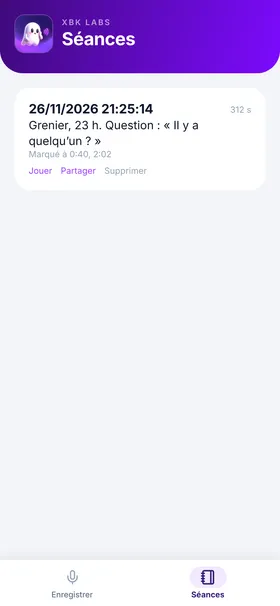 XBK LABS
Séances
26/11/2026 21:25:14
312 s
Grenier, 23 h. Question : « Il y a
quelqu'un ? »
Marqué à 0:40, 2:02
Jouer Partager Supprimer
Enregistrer
Séances